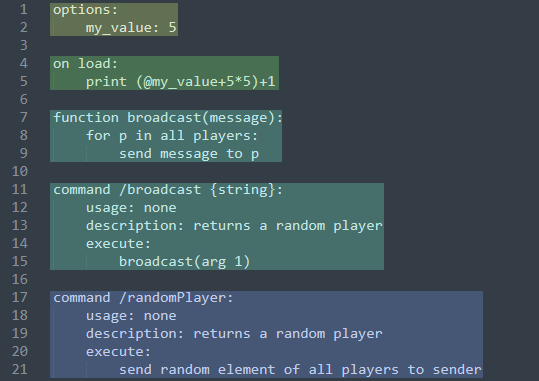 1 options:
2     my_value: 5
3
4 on load:
5     print (@my_value+5*5)+1
6
7 function broadcast(message):
8     for p in all players:
9         send message to p
10
11 command /broadcast {string}:
12     usage: none
13     description: returns a random player
14     execute:
15         broadcast(arg 1)
16
17 command /randomPlayer:
18     usage: none
19     description: returns a random player
20     execute:
21         send random element of all players to sender